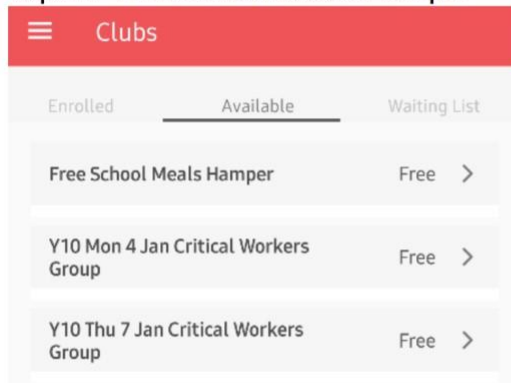 Clubs
Enrolled Available Waiting List
Free School Meals Hamper Free
Y10 Mon 4 Jan Critical Workers
Group Free
Y10 Thu 7 Jan Critical Workers
Group Free